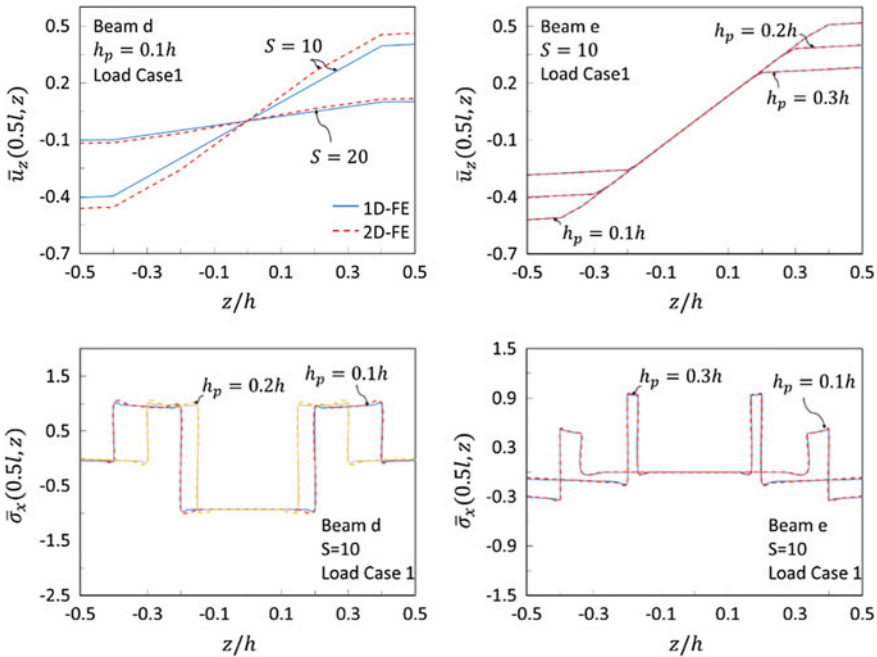 Beam d
h_p = 0.1h
Load Case1
S = 10
S = 20
1D-FE
2D-FE
0.5
0.2
-0.1
-0.4
-0.7
ū_z(0.5l, z)
-0.5 -0.3 -0.1 0.1 0.3 0.5
z/h
Beam e
S = 10
Load Case1
h_p = 0.2h
h_p = 0.3h
h_p = 0.1h
0.5
0.2
-0.1
-0.4
-0.7
ū_z(0.5l, z)
-0.5 -0.3 -0.1 0.1 0.3 0.5
z/h
h_p = 0.2h
h_p = 0.1h
Beam d
S=10
Load Case 1
1.5
0.5
-0.5
-1.5
-2.5
σ̄_x(0.5l, z)
-0.5 -0.3 -0.1 0.1 0.3 0.5
z/h
h_p = 0.3h
h_p = 0.1h
Beam e
S=10
Load Case 1
1.5
0.9
0.3
-0.3
-0.9
-1.5
σ̄_x(0.5l, z)
-0.5 -0.3 -0.1 0.1 0.3 0.5
z/h